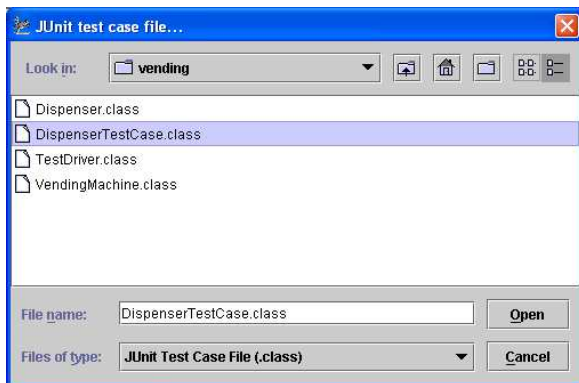 JUnit test case file...
Look in: vending
Dispenser.class
DispenserTestCase.class
TestDriver.class
VendingMachine.class
File name: DispenserTestCase.class Open
Files of type: JUnit Test Case File (.class) Cancel